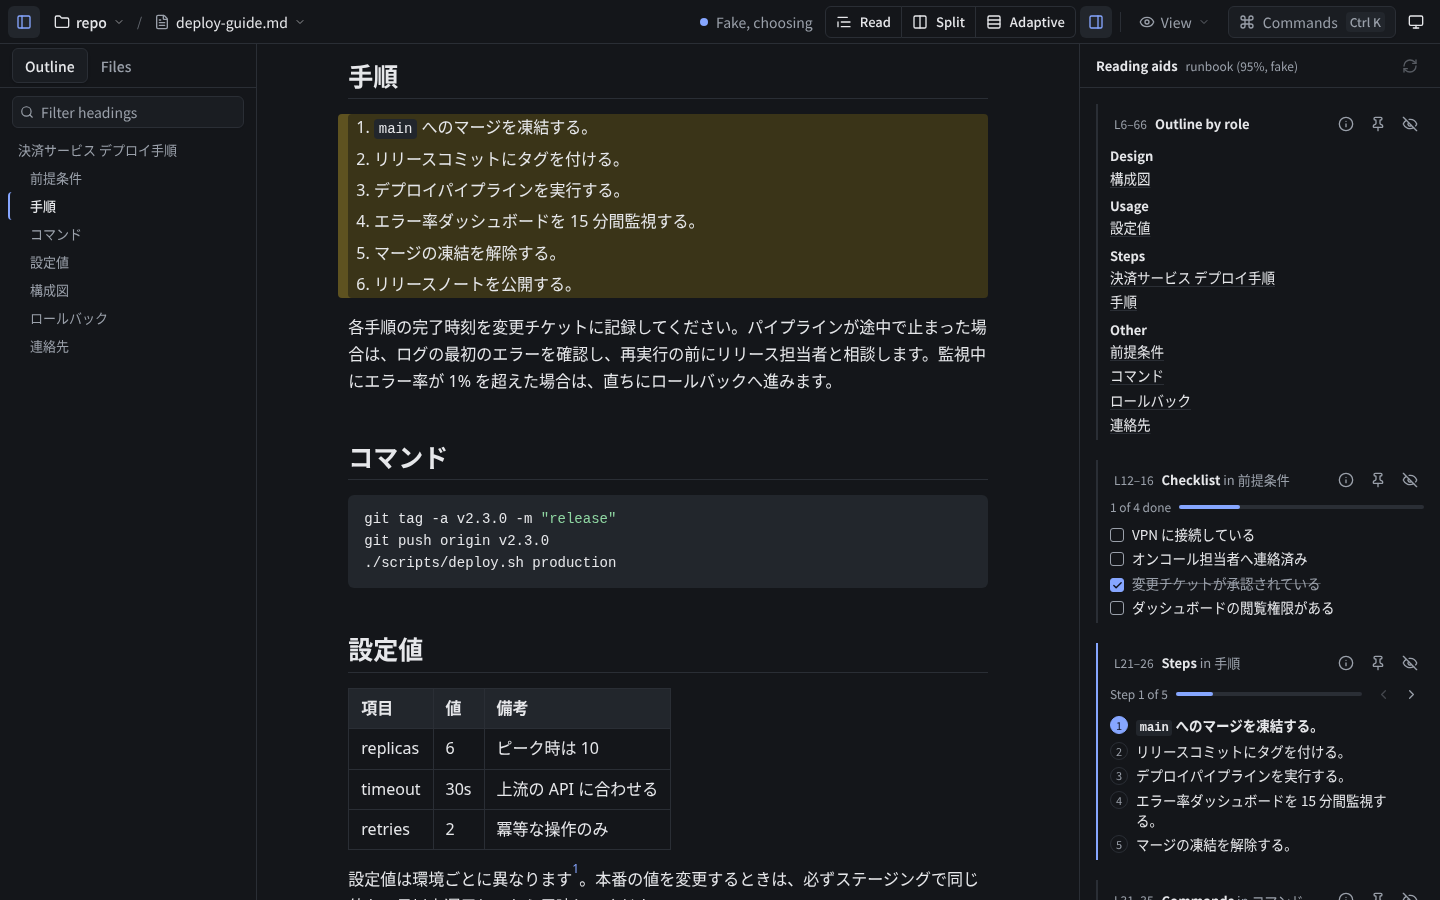 repo / deploy-guide.md
Fake, choosing
Read
Split
Adaptive
View
Commands Ctrl K
Outline
Files
Filter headings
決済サービス デプロイ手順
前提条件
手順
コマンド
設定値
構成図
ロールバック
連絡先
手順
1. main へのマージを凍結する。
2. リリースコミットにタグを付ける。
3. デプロイパイプラインを実行する。
4. エラー率ダッシュボードを 15 分間監視する。
5. マージの凍結を解除する。
6. リリースノートを公開する。
各手順の完了時刻を変更チケットに記録してください。パイプラインが途中で止まった場
合は、ログの最初のエラーを確認し、再実行の前にリリース担当者と相談します。監視中
にエラー率が 1% を超えた場合は、直ちにロールバックへ進みます。
コマンド
git tag -a v2.3.0 -m "release"
git push origin v2.3.0
./scripts/deploy.sh production
設定値
項目 値 備考
replicas 6 ピーク時は 10
timeout 30s 上流の API に合わせる
retries 2 冪等な操作のみ
設定値は環境ごとに異なります1。本番の値を変更するときは、必ずステージングで同じ
Reading aids runbook (95%, fake)
L6–66 Outline by role
Design
構成図
Usage
設定値
Steps
決済サービス デプロイ手順
手順
Other
前提条件
コマンド
ロールバック
連絡先
L12–16 Checklist in 前提条件
1 of 4 done
VPN に接続している
オンコール担当者へ連絡済み
変更チケットが承認されている
ダッシュボードの閲覧権限がある
L21–26 Steps in 手順
Step 1 of 5
1 main へのマージを凍結する。
2 リリースコミットにタグを付ける。
3 デプロイパイプラインを実行する。
4 エラー率ダッシュボードを 15 分間監視す
る。
5 マージの凍結を解除する。
L31–35 Commands in コマンド